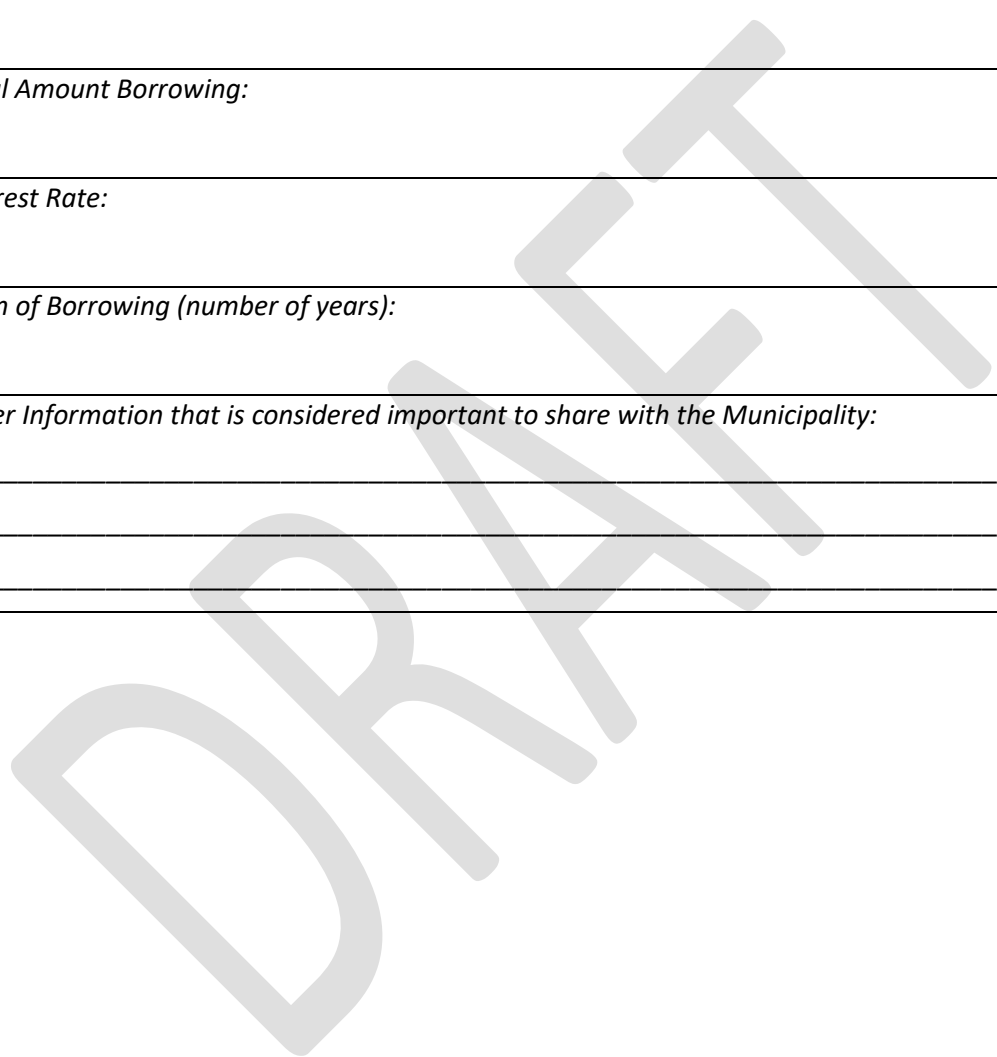 l Amount Borrowing:
rest Rate:
n of Borrowing (number of years):
er Information that is considered important to share with the Municipality:
DRAFT